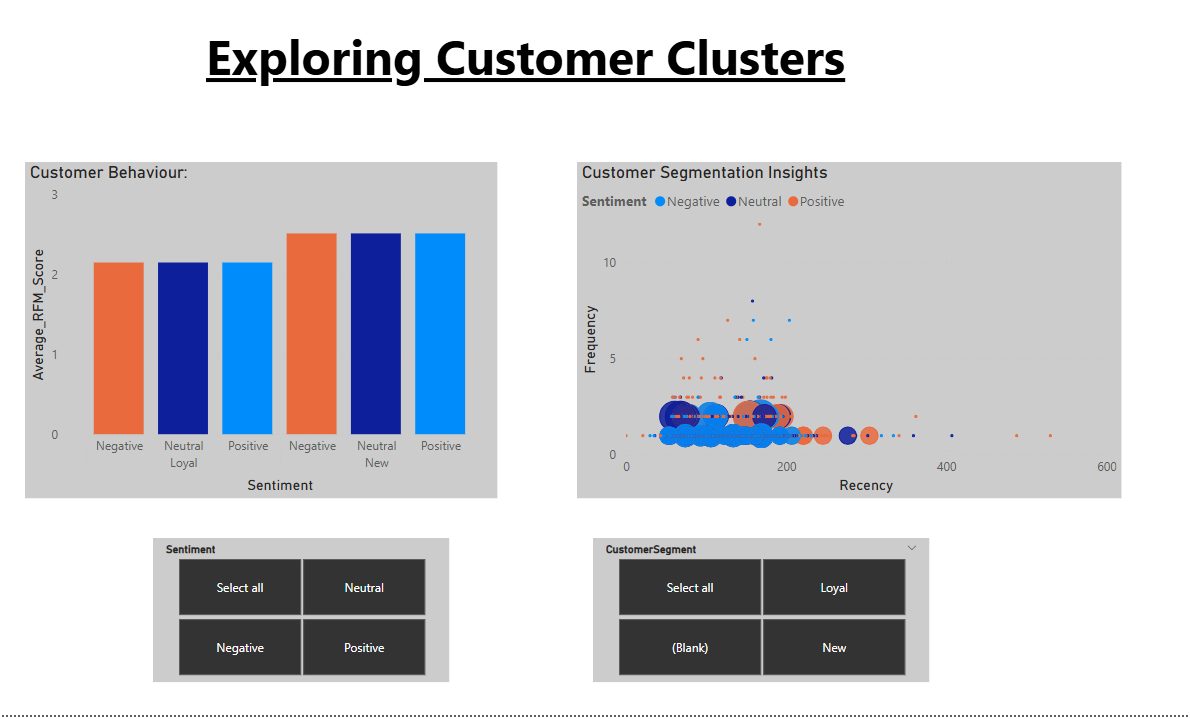 Exploring Customer Clusters
Customer Behaviour:
3
2
1
0
Average_RFM_Score
Negative Neutral Positive Negative Neutral Positive
Loyal New
Sentiment
Customer Segmentation Insights
Sentiment Negative Neutral Positive
10
5
0
Frequency
0 200 400 600
Recency
Sentiment
Select all Neutral
Negative Positive
CustomerSegment
Select all Loyal
(Blank) New